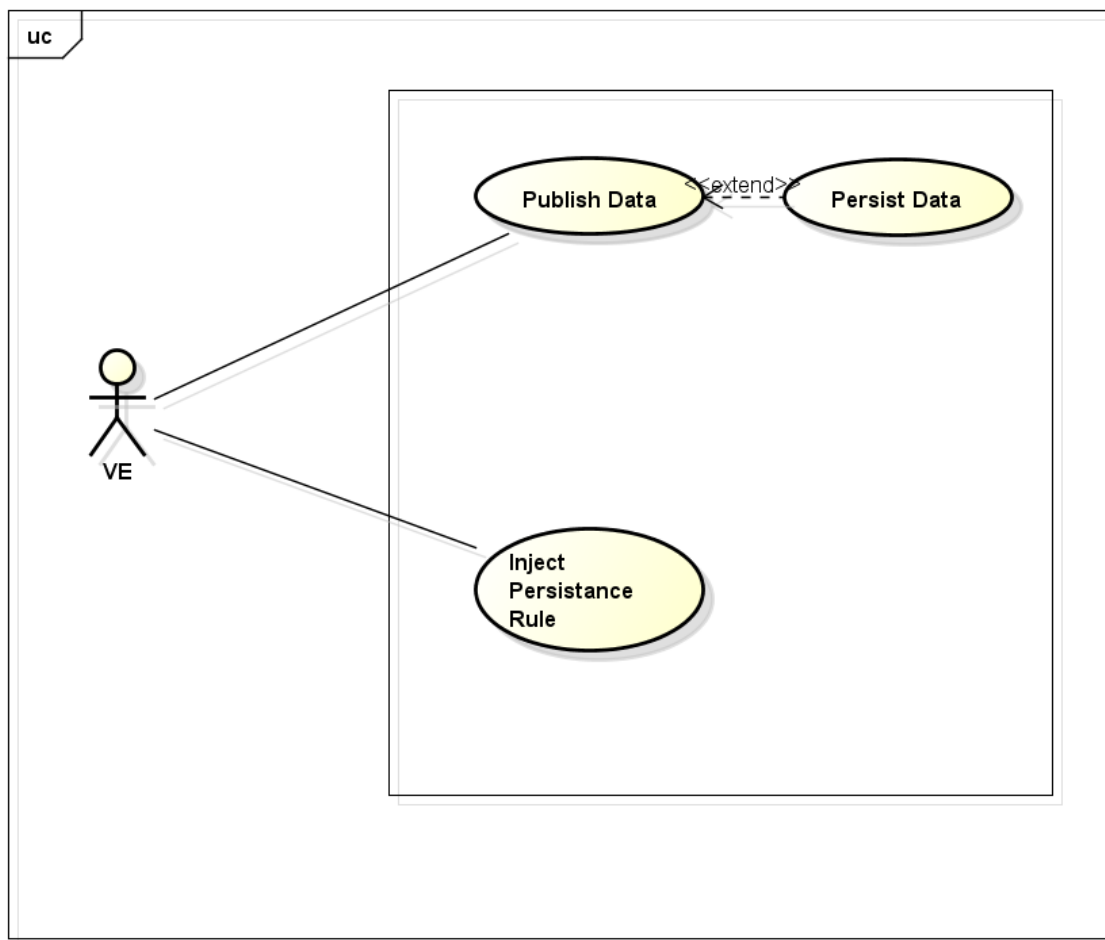 uc
Publish Data
<<extend>>
Persist Data
VE
Inject
Persistance
Rule